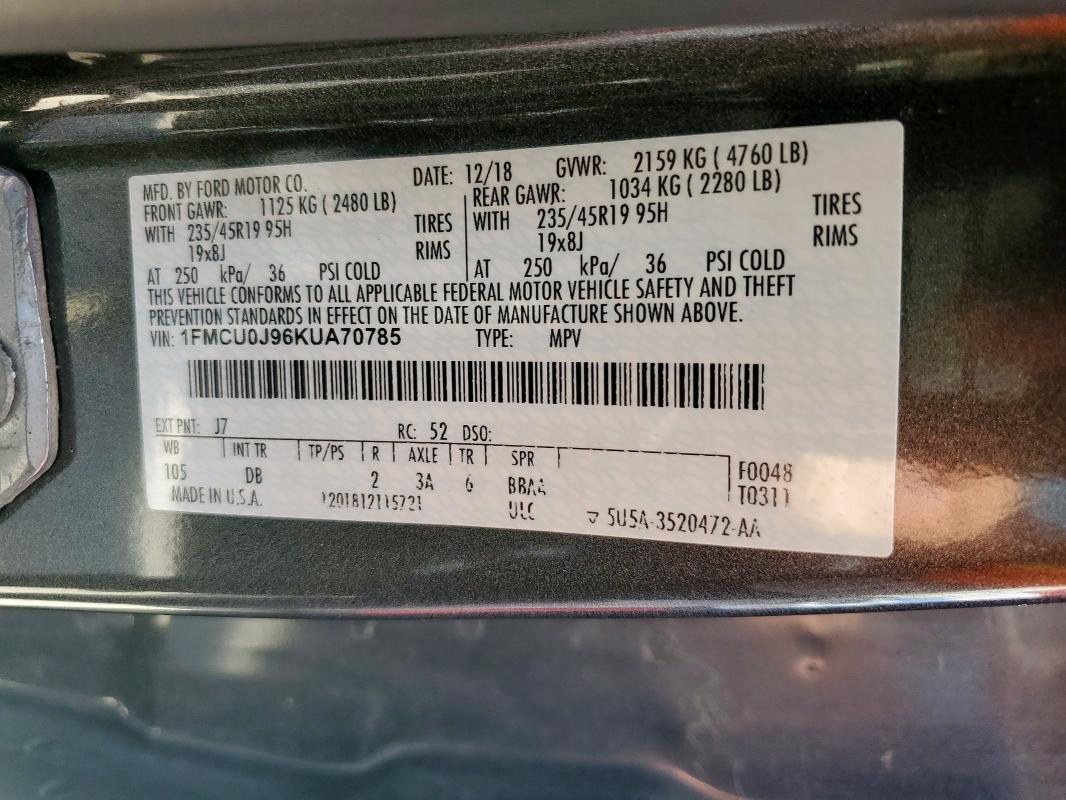 MFD. BY FORD MOTOR CO. DATE: 12/18 GVWR: 2159 KG ( 4760 LB)
FRONT GAWR: 1125 KG ( 2480 LB) REAR GAWR: 1034 KG ( 2280 LB)
WITH 235/45R19 95H TIRES WITH 235/45R19 95H TIRES
19x8J RIMS 19x8J RIMS
AT 250 kPa/ 36 PSI COLD AT 250 kPa/ 36 PSI COLD
THIS VEHICLE CONFORMS TO ALL APPLICABLE FEDERAL MOTOR VEHICLE SAFETY AND THEFT
PREVENTION STANDARDS IN EFFECT ON THE DATE OF MANUFACTURE SHOWN ABOVE.
VIN: 1FMCU0J96KUA70785 TYPE: MPV
EXT PNT: J7 RC: 52 DSO:
WB INT TR TP/PS R AXLE TR SPR
105 DB 2 3A 6 BBAA F0048
MADE IN U.S.A. 1201812115721 T0311
5U5A-3520472-AA